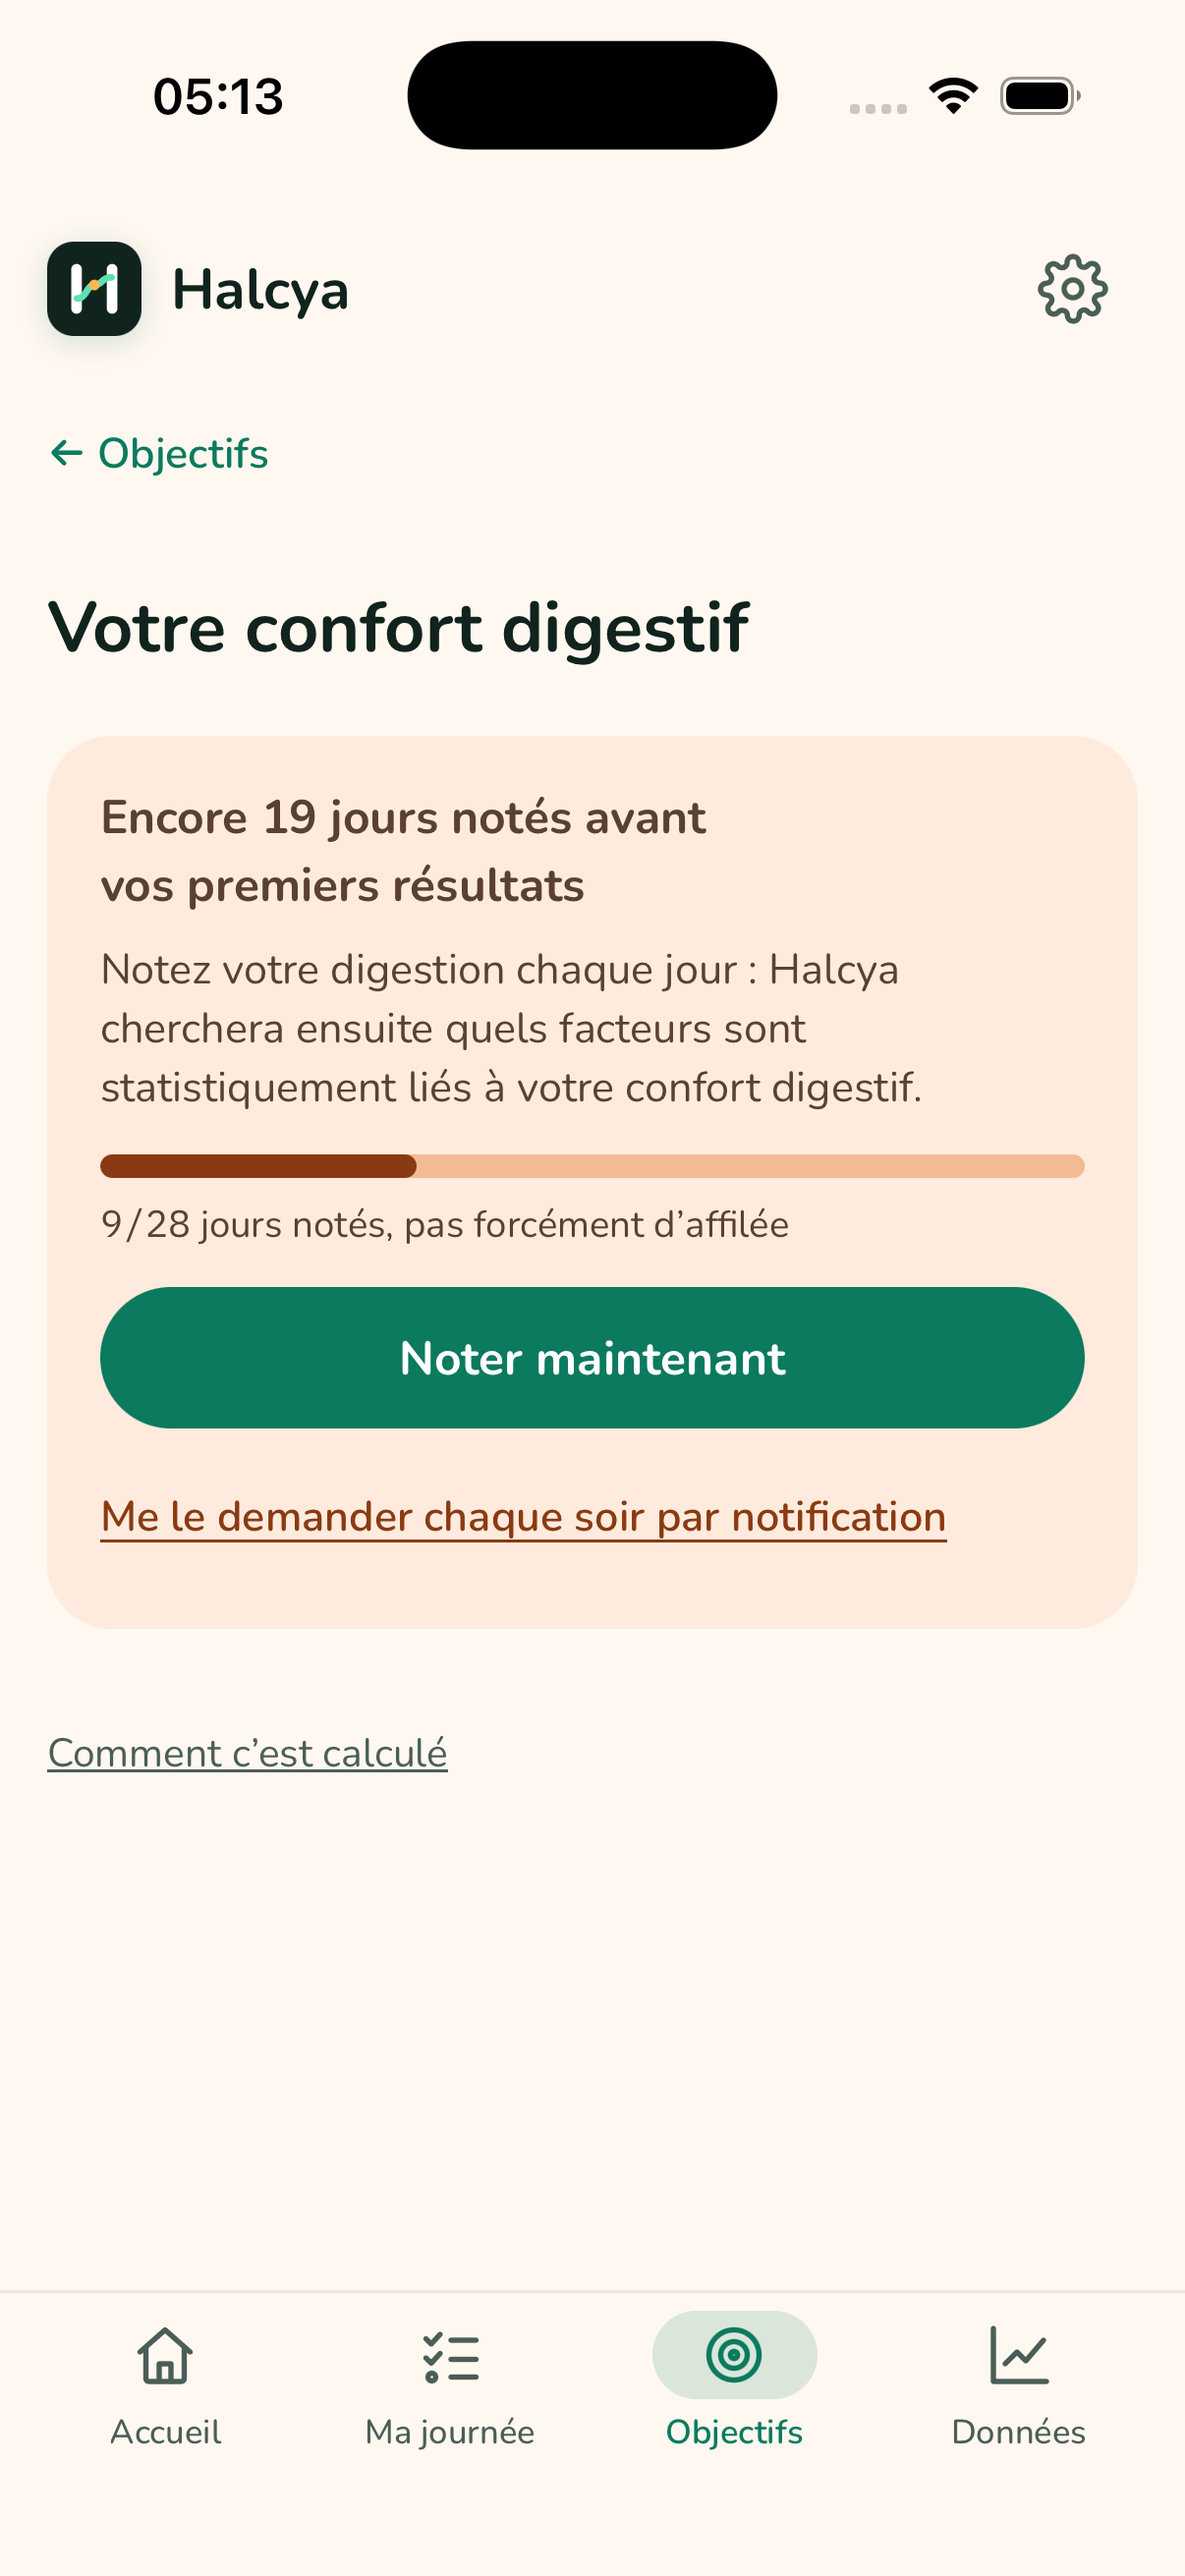 05:13
Halcya
← Objectifs
Votre confort digestif
Encore 19 jours notés avant
vos premiers résultats
Notez votre digestion chaque jour : Halcya
cherchera ensuite quels facteurs sont
statistiquement liés à votre confort digestif.
9/28 jours notés, pas forcément d’affilée
Noter maintenant
Me le demander chaque soir par notification
Comment c’est calculé
Accueil
Ma journée
Objectifs
Données